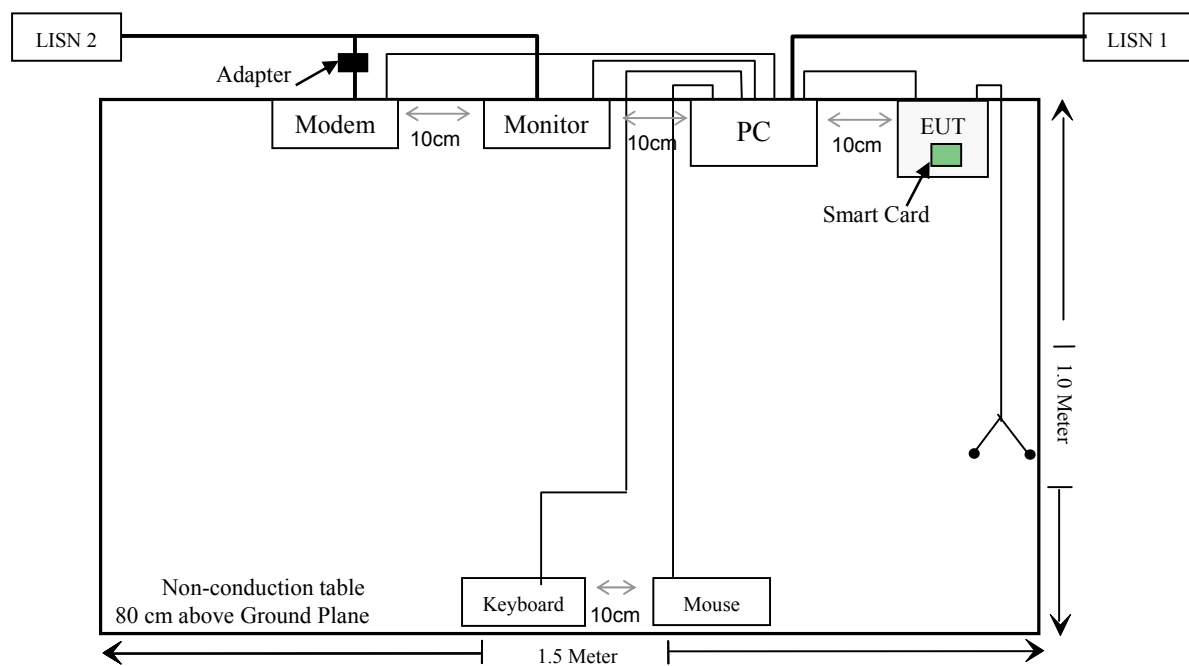 LISN 2
LISN 1
Adapter
Modem
Monitor
PC
EUT
10cm
10cm
10cm
Smart Card
1.0 Meter
Non-conduction table
80 cm above Ground Plane
Keyboard
10cm
Mouse
1.5 Meter